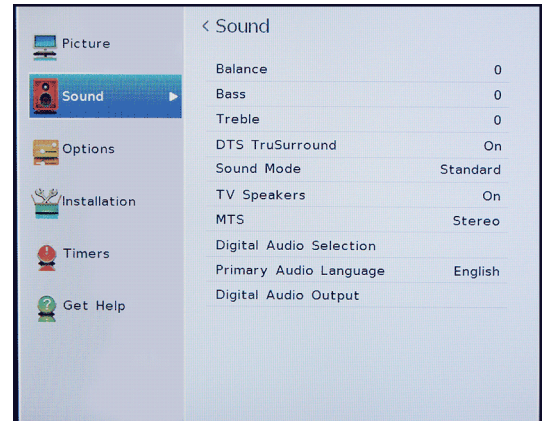 Picture
Sound
Options
Installation
Timers
Get Help
< Sound
Balance 0
Bass 0
Treble 0
DTS TruSurround On
Sound Mode Standard
TV Speakers On
MTS Stereo
Digital Audio Selection
Primary Audio Language English
Digital Audio Output